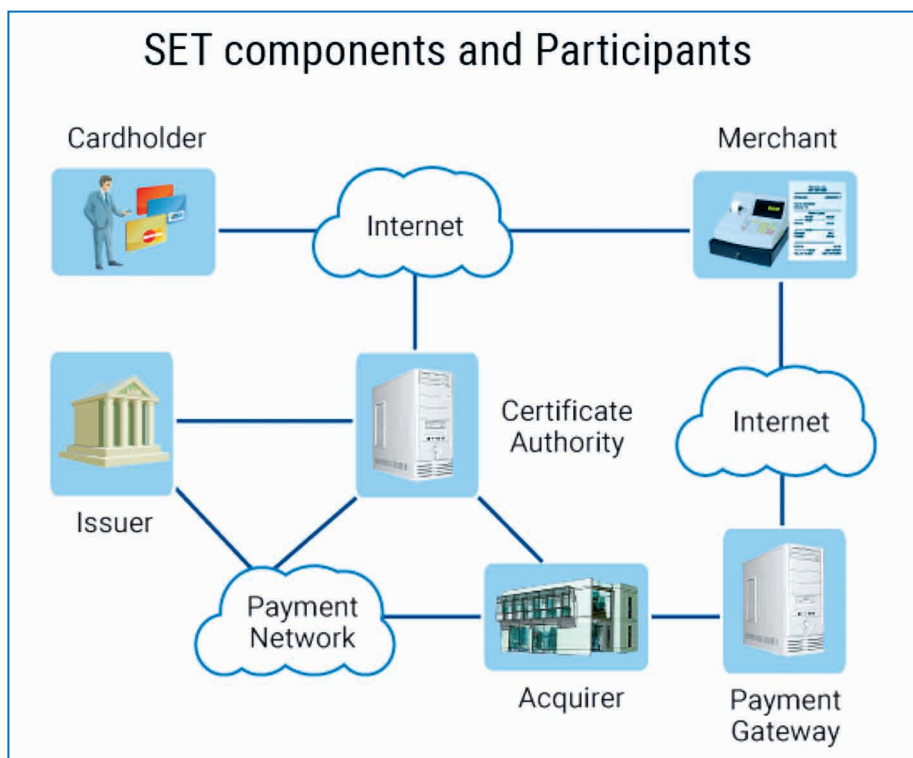 SET components and Participants
Cardholder
Merchant
Internet
Certificate
Authority
Internet
Issuer
Payment
Network
Acquirer
Payment
Gateway